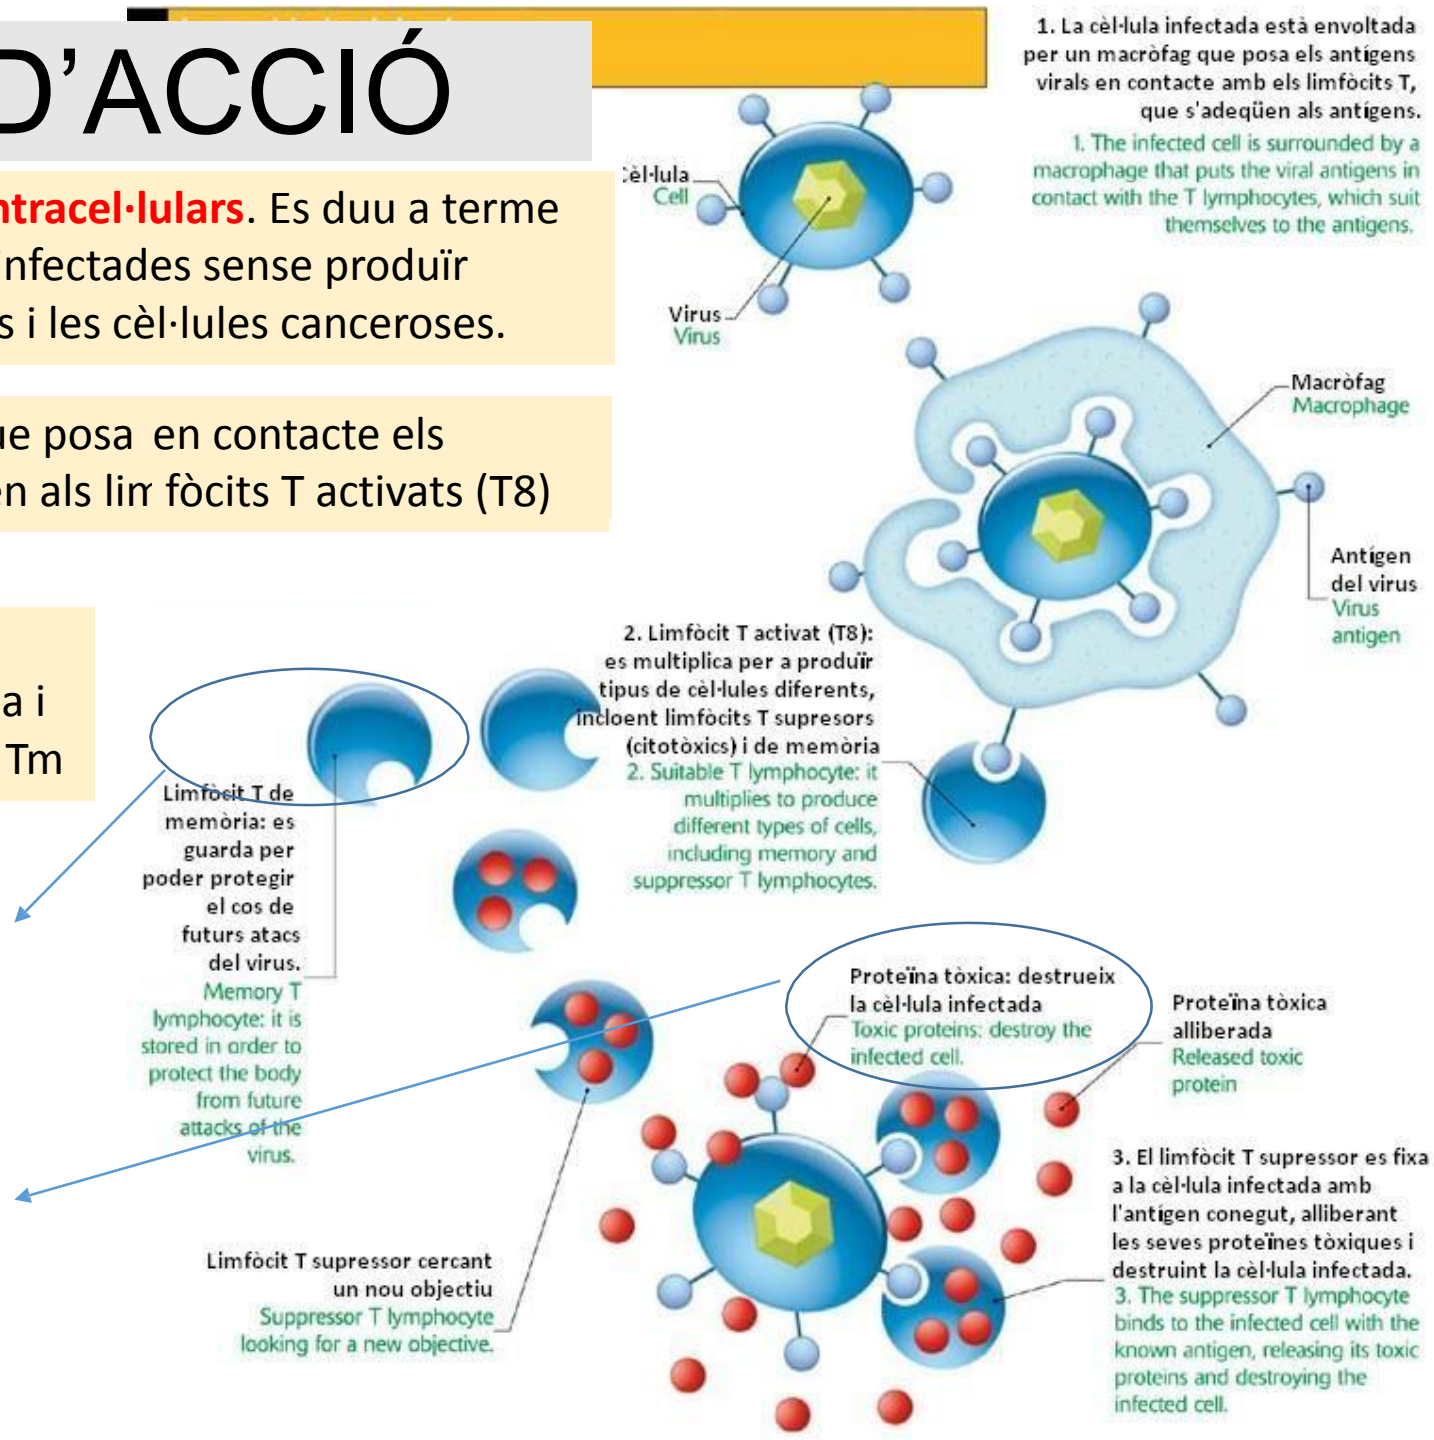 D’ACCIÓ
ntracel·lulars. Es duu a terme
infectades sense produïr
s i les cèl·lules canceroses.
ue posa en contacte els
en als lim fòcits T activats (T8)
a i
Tm
1. La cèl·lula infectada està envoltada
per un macròfag que posa els antígens
virals en contacte amb els limfòcits T,
que s'adeqüen als antígens.
1. The infected cell is surrounded by a
macrophage that puts the viral antigens in
contact with the T lymphocytes, which suit
themselves to the antigens.
Cèl·lula
Cell
Virus
Virus
Macròfag
Macrophage
Antígen
del virus
Virus
antigen
2. Limfòcit T activat (T8):
es multiplica per a produïr
tipus de cèl·lules diferents,
incloent limfòcits T supresors
(citotòxics) i de memòria
2. Suitable T lymphocyte: it
multiplies to produce
different types of cells,
including memory and
suppressor T lymphocytes.
Limfòcit T de
memòria: es
guarda per
poder protegir
el cos de
futurs atacs
del virus.
Memory T
lymphocyte: it is
stored in order to
protect the body
from future
attacks of the
virus.
Proteïna tòxica: destrueix
la cèl·lula infectada
Toxic proteins: destroy the
infected cell.
Proteïna tòxica
alliberada
Released toxic
protein
3. El limfòcit T supressor es fixa
a la cèl·lula infectada amb
l'antígen conegut, alliberant
les seves proteïnes tòxiques i
destruint la cèl·lula infectada.
3. The suppressor T lymphocyte
binds to the infected cell with the
known antigen, releasing its toxic
proteins and destroying the
infected cell.
Limfòcit T supressor cercant
un nou objectiu
Suppressor T lymphocyte
looking for a new objective.